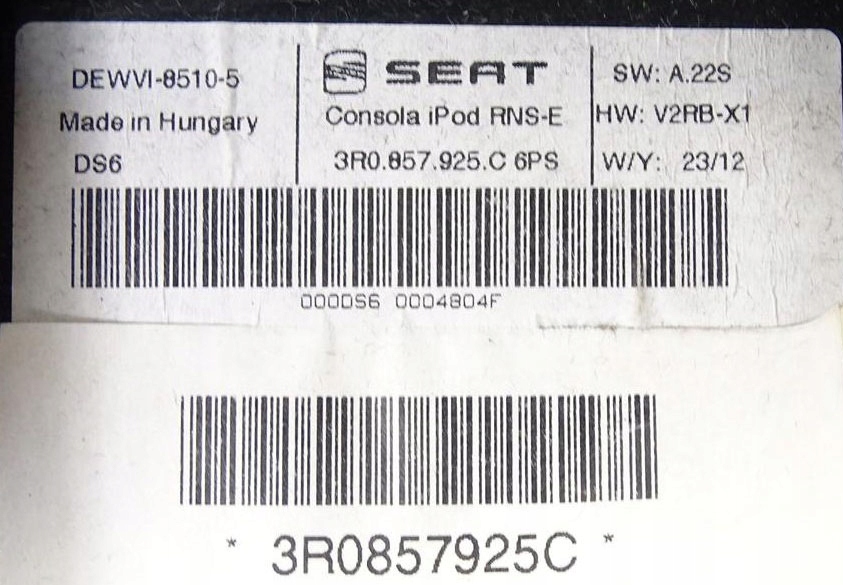 DEWVI-8510-5
Made in Hungary
DS6
SEAT
Consola iPod RNS-E
3R0.857.925.C 6PS
SW: A.22S
HW: V2RB-X1
W/Y: 23/12
000DS6 0004804F
* 3R0857925C *